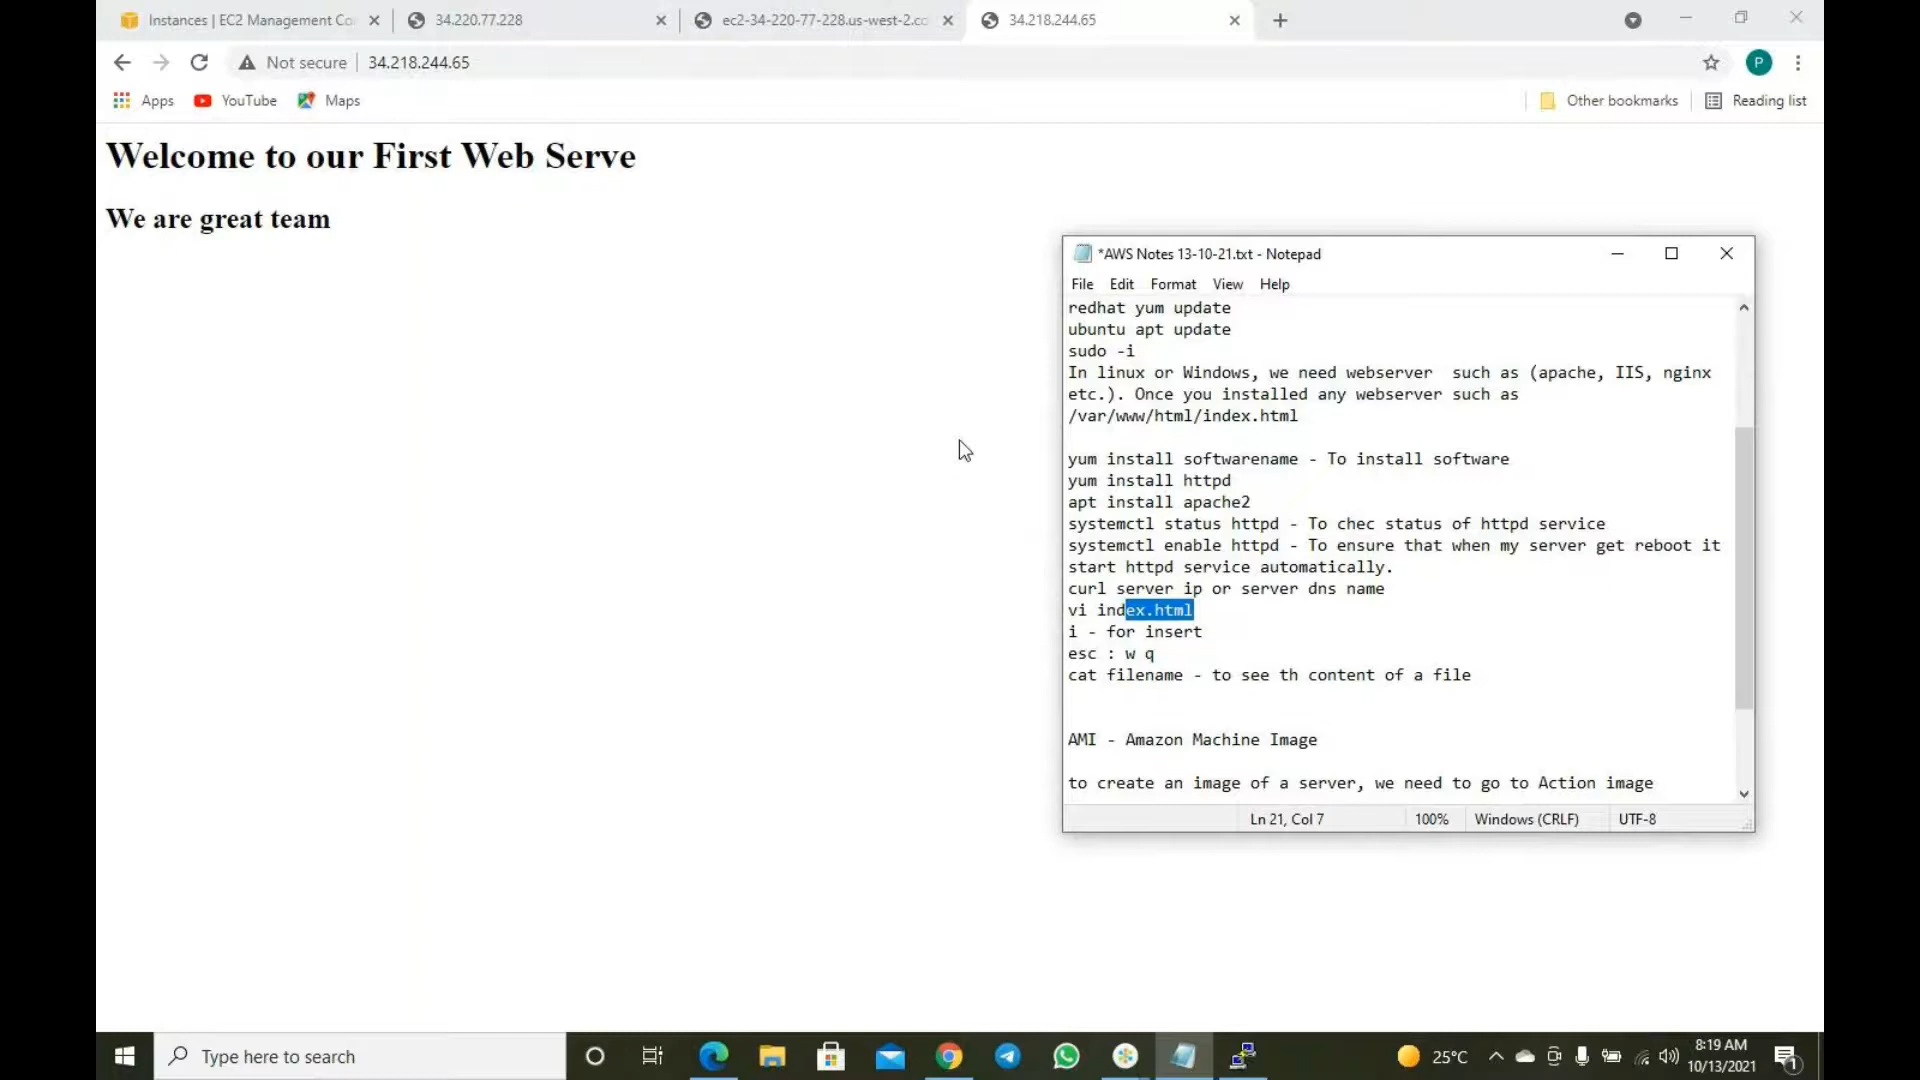 Instances | EC2 Management Co
34.220.77.228
ec2-34-220-77-228.us-west-2.co
34.218.244.65
Not secure
34.218.244.65
P
Apps
YouTube
Maps
Other bookmarks
Reading list
Welcome to our First Web Serve
We are great team
*AWS Notes 13-10-21.txt - Notepad
File Edit Format View Help
redhat yum update
ubuntu apt update
sudo -i
In linux or Windows, we need webserver  such as (apache, IIS, nginx
etc.). Once you installed any webserver such as
/var/www/html/index.html
yum install softwarename - To install software
yum install httpd
apt install apache2
systemctl status httpd - To chec status of httpd service
systemctl enable httpd - To ensure that when my server get reboot it
start httpd service automatically.
curl server ip or server dns name
vi index.html
i - for insert
esc : w q
cat filename - to see th content of a file
AMI - Amazon Machine Image
to create an image of a server, we need to go to Action image
Ln 21, Col 7
100%
Windows (CRLF)
UTF-8
Type here to search
25°C
8:19 AM
10/13/2021
1